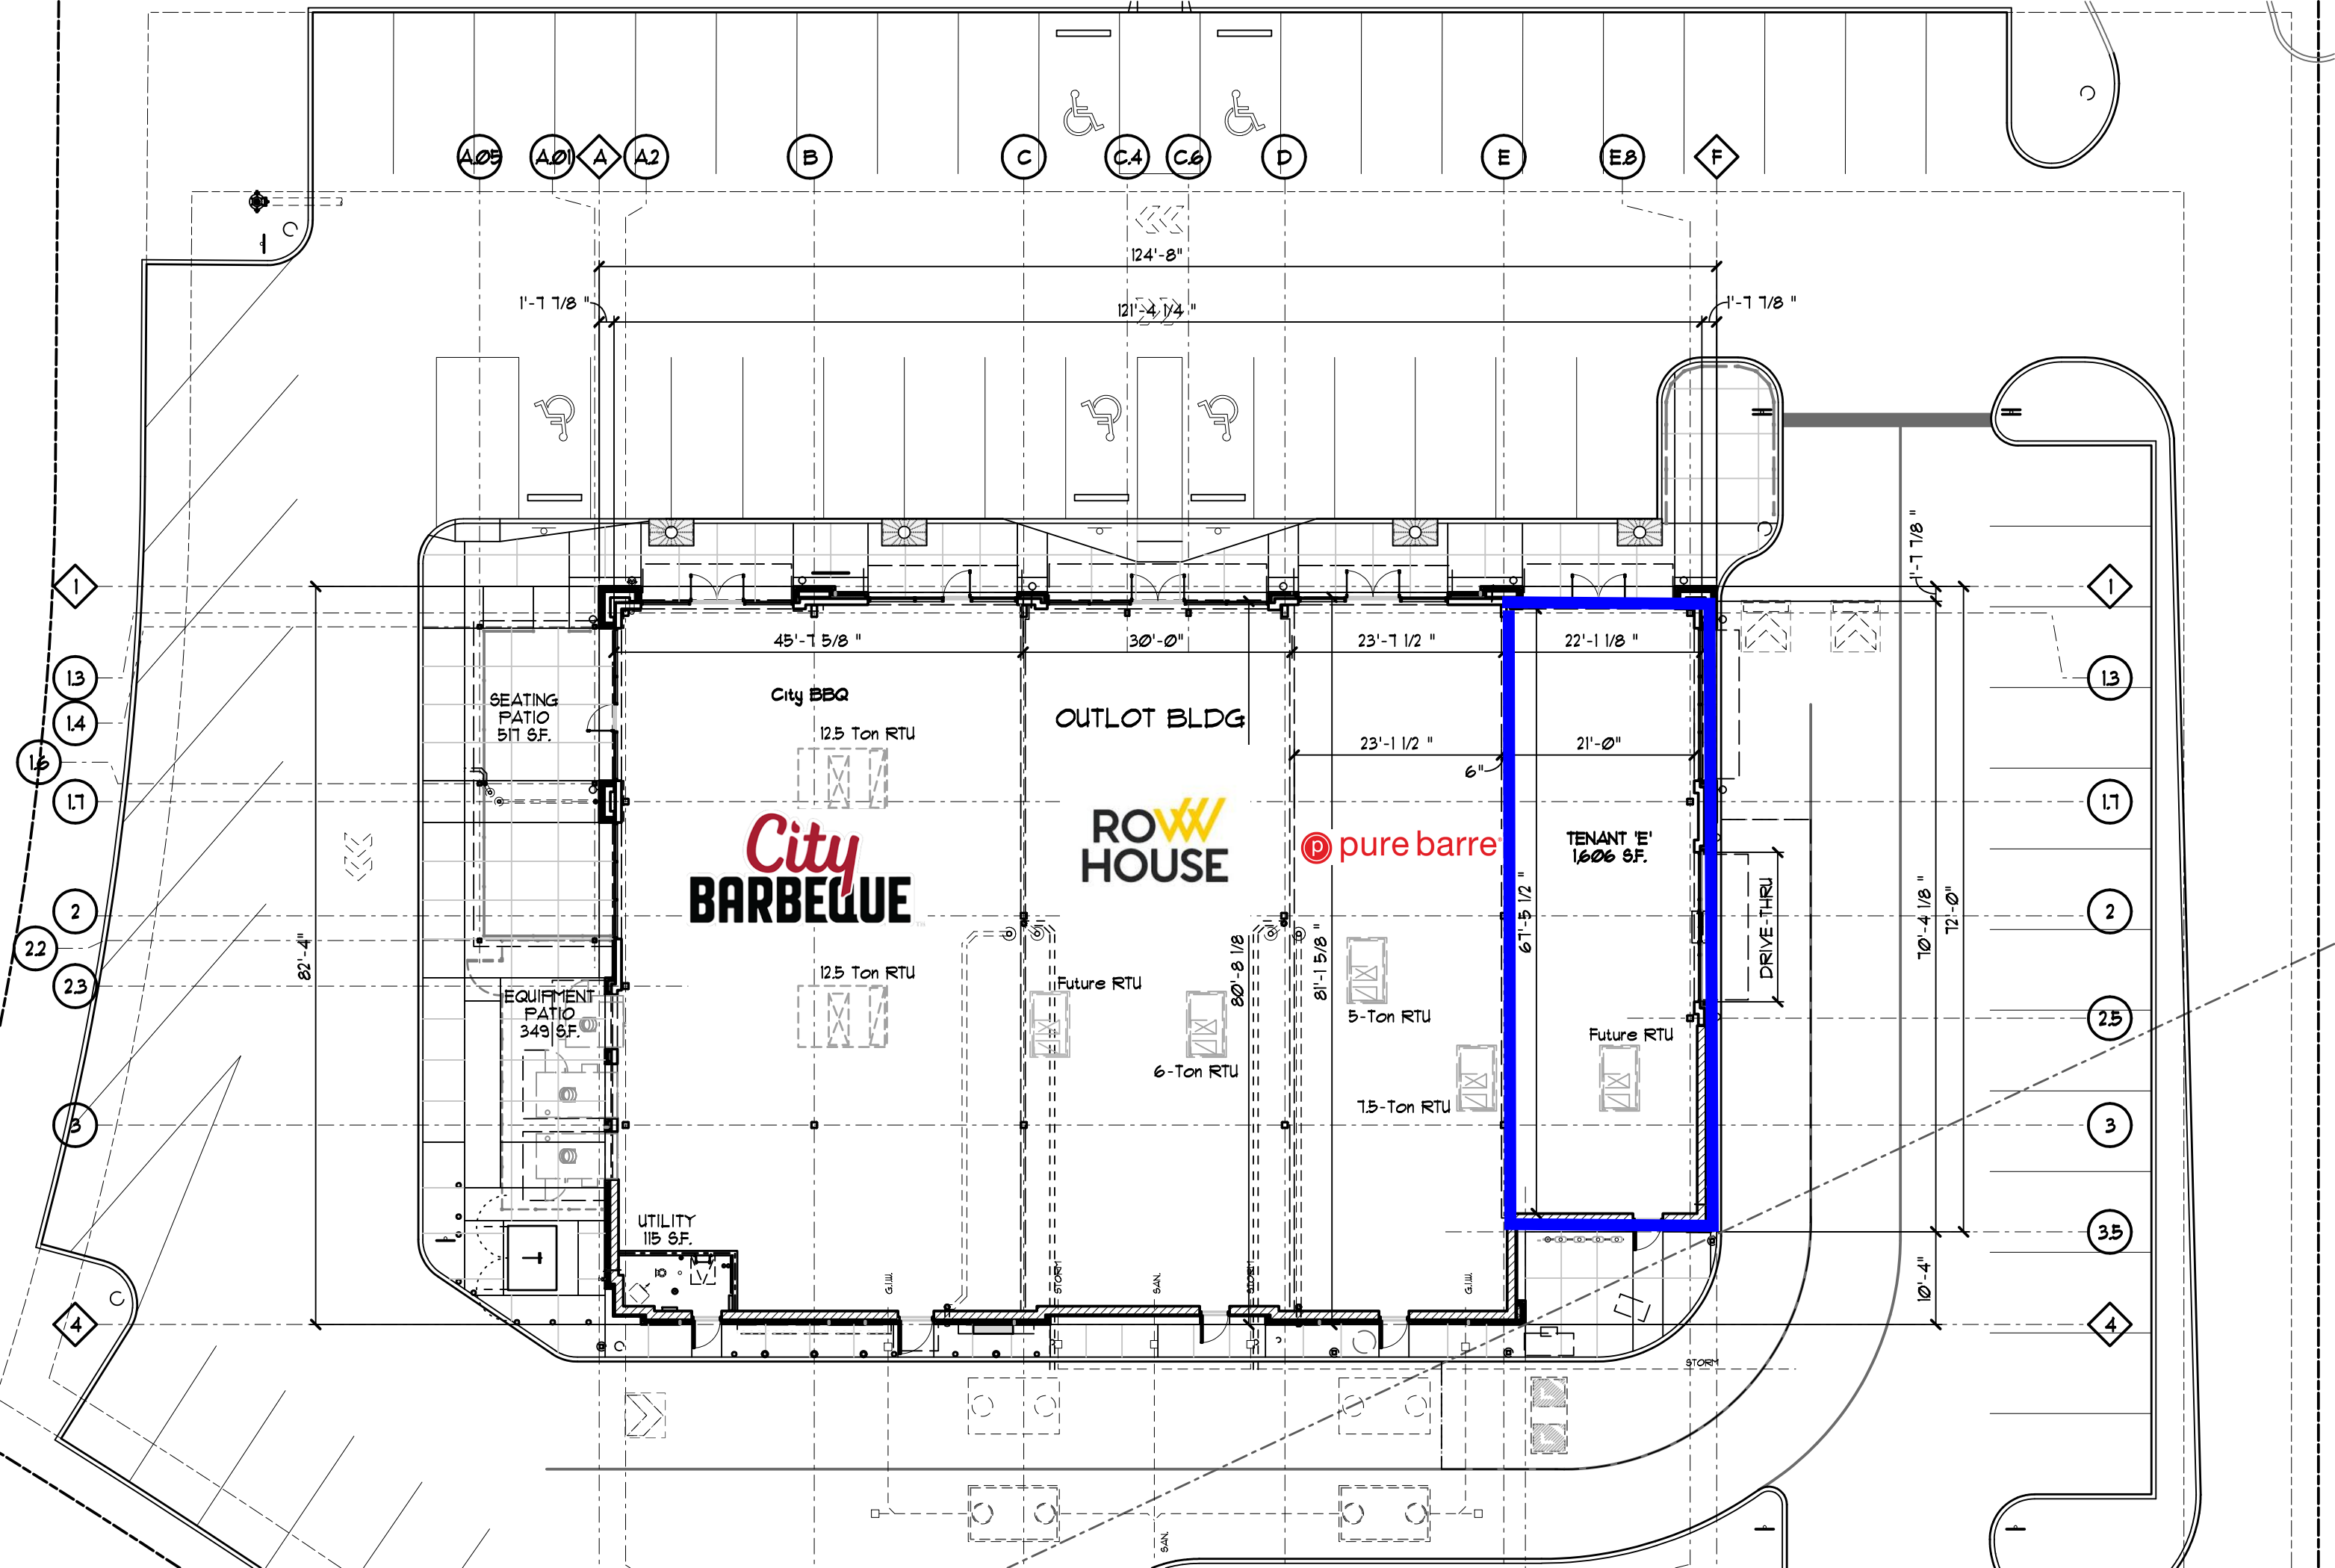 A.05
A.01
A
A.2
B
C
C.4
C.6
D
E
E.8
F
124'-8"
1'-7 7/8 "
121'-4 1/4 "
1'-7 7/8 "
1'-7 7/8 "
1
1
45'-7 5/8 "
30'-0"
23'-7 1/2 "
22'-1 1/8 "
1.3
1.3
City BBQ
SEATING
PATIO
517 S.F.
OUTLOT BLDG
1.4
12.5 Ton RTU
23'-1 1/2 "
21'-0"
6"
1.6
1.7
1.7
City
BARBEQUE
TM
ROW
HOUSE
p pure barre
TENANT 'E'
1,606 S.F.
67'-5 1/2 "
DRIVE-THRU
70'-4 1/8 "
72'-0"
2
2
2.2
82'-4"
80'-8 1/8
81'-1 5/8 "
12.5 Ton RTU
Future RTU
2.3
EQUIPMENT
PATIO
349 S.F.
5-Ton RTU
2.5
Future RTU
6-Ton RTU
7.5-Ton RTU
3
3
UTILITY
115 S.F.
3.5
G.W.
STORM
SAN.
STORM
G.W.
10'-4"
4
4
STORM
SAN.